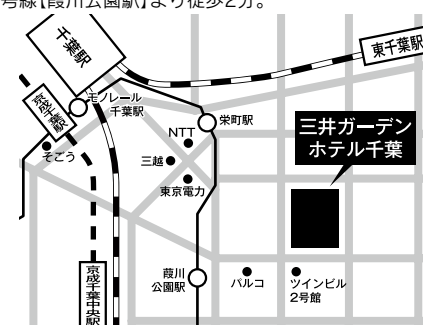 号線【葭川公園駅】より徒歩2分。
千葉駅
東千葉駅
京成千葉駅
モノレール
千葉駅
栄町駅
NTT
三井ガーデン
ホテル千葉
そごう
三越
東京電力
京成千葉中央駅
葭川
公園駅
パルコ
ツインビル
2号館